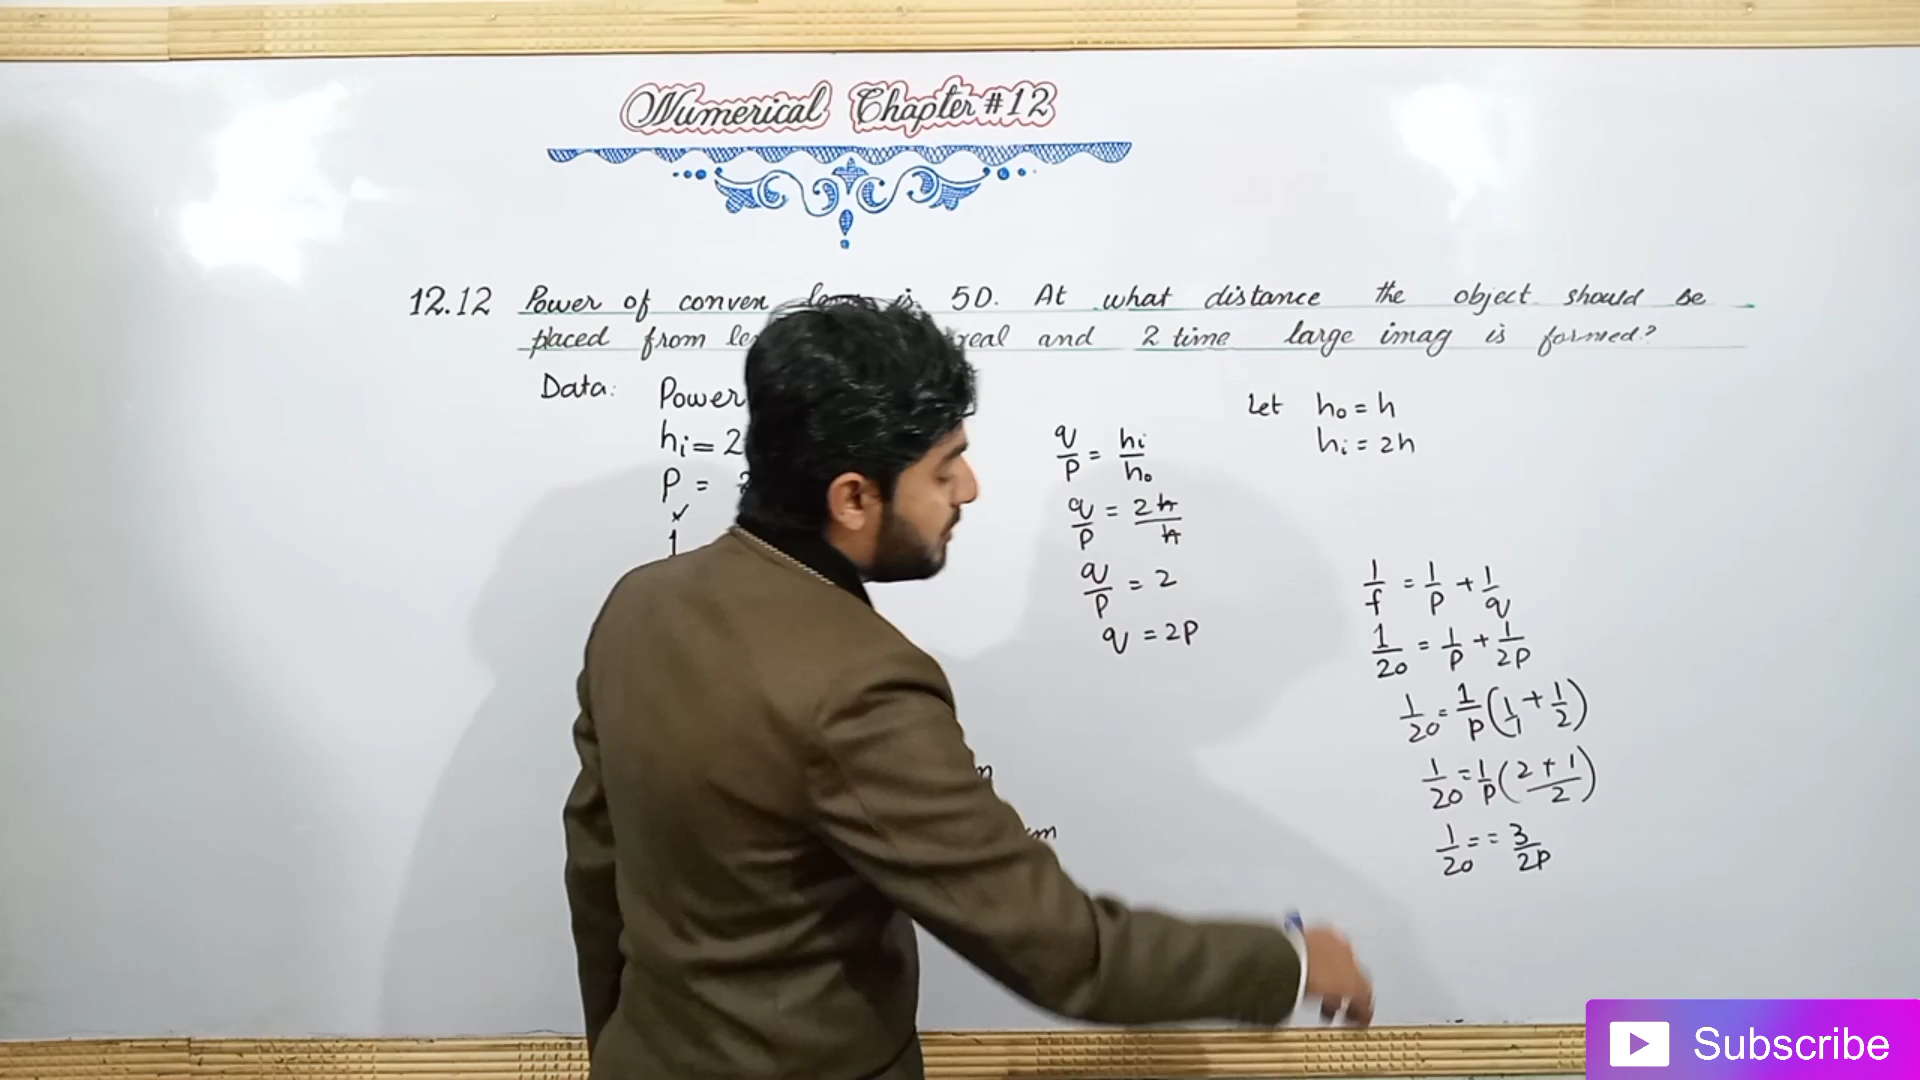 Numerical Chapter #12
12.12 Power of convex is 5D. At what distance the object should be
placed from real and 2 time large imag is formed?
Data: Power
hi = 2
P =
1
q/P = hi/ho
q/P = 2h/h
q/P = 2
q = 2P
cm
Let ho = h
hi = 2h
1/f = 1/P + 1/q
1/20 = 1/P + 1/2P
1/20 = 1/P (1/1 + 1/2)
1/20 = 1/P (2+1/2)
1/20 = = 3/2P
Subscribe